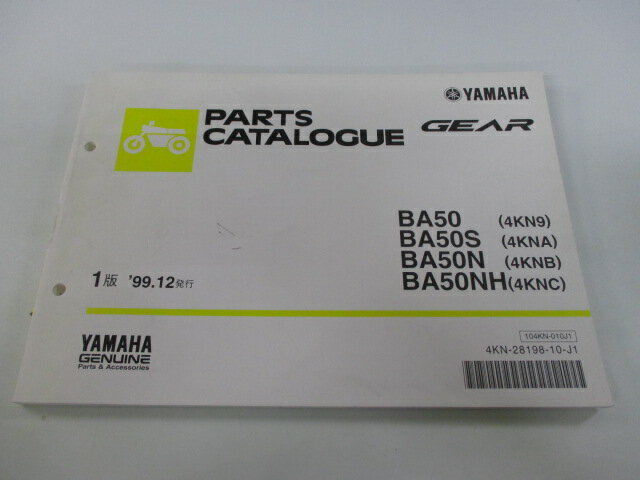 YAMAHA
PARTS
CATALOGUE
GEAR
BA50 (4KN9)
BA50S (4KNA)
BA50N (4KNB)
BA50NH(4KNC)
1版 '99.12発行
YAMAHA
GENUINE
Parts & Accessories
104KN-010J1
4KN-28198-10-J1